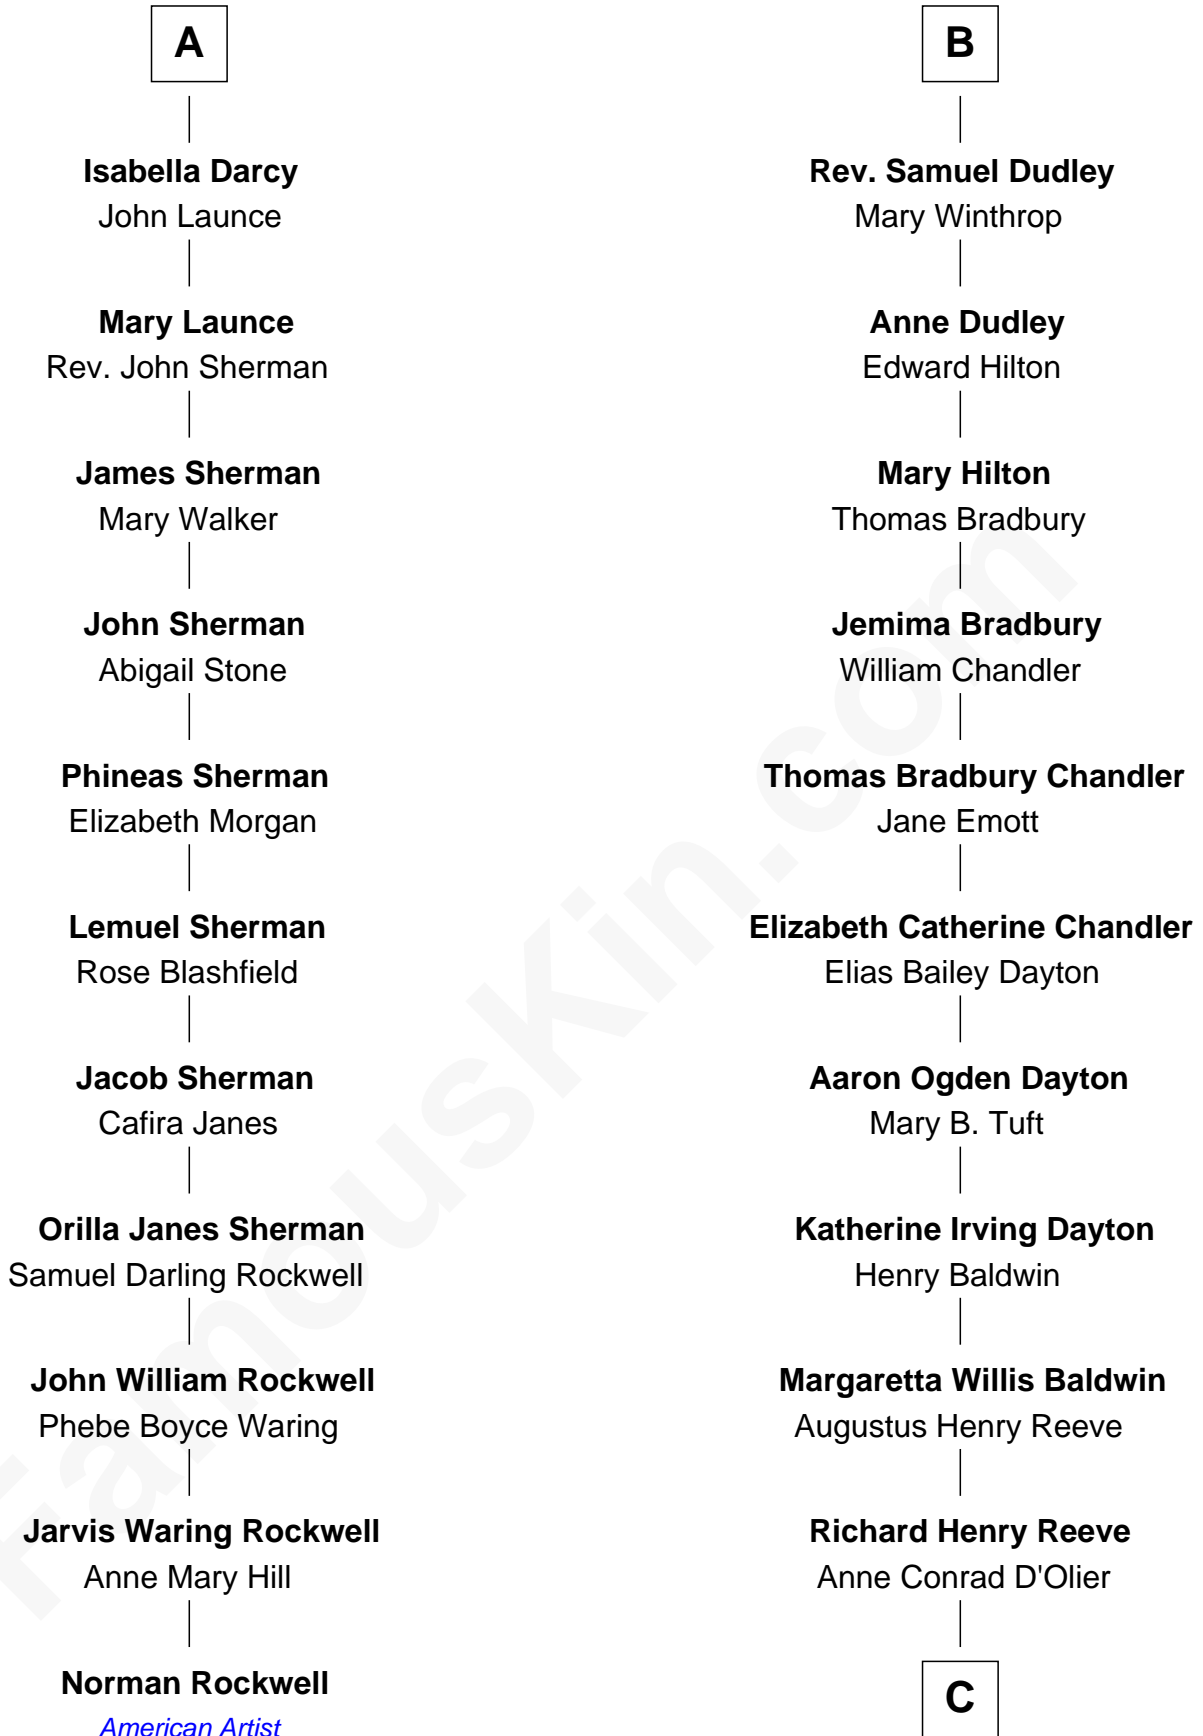 A
Isabella Darcy
John Launce
Mary Launce
Rev. John Sherman
James Sherman
Mary Walker
John Sherman
Abigail Stone
Phineas Sherman
Elizabeth Morgan
Lemuel Sherman
Rose Blashfield
Jacob Sherman
Cafira Janes
Orilla Janes Sherman
Samuel Darling Rockwell
John William Rockwell
Phebe Boyce Waring
Jarvis Waring Rockwell
Anne Mary Hill
Norman Rockwell
American Artist
B
Rev. Samuel Dudley
Mary Winthrop
Anne Dudley
Edward Hilton
Mary Hilton
Thomas Bradbury
Jemima Bradbury
William Chandler
Thomas Bradbury Chandler
Jane Emott
Elizabeth Catherine Chandler
Elias Bailey Dayton
Aaron Ogden Dayton
Mary B. Tuft
Katherine Irving Dayton
Henry Baldwin
Margaretta Willis Baldwin
Augustus Henry Reeve
Richard Henry Reeve
Anne Conrad D'Olier
C
FamousKin.com